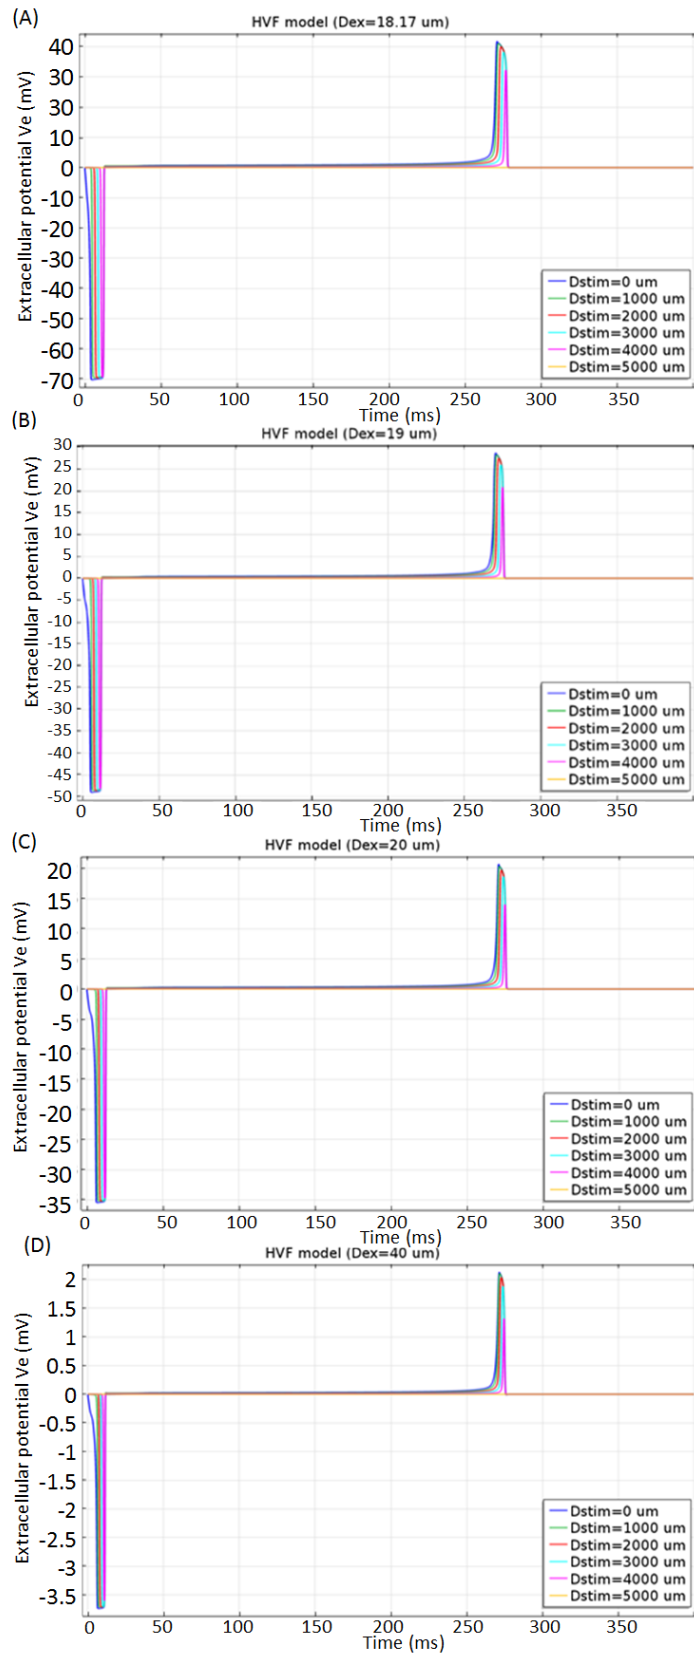 (A)
HVF model (Dex=18.17 um)
Extracellular potential Ve (mV)
40
30
30
10
0
-10
-20
-30
-40
-50
-60
-70
Dstim=0 um
Dstim=1000 um
Dstim=2000 um
Dstim=3000 um
Dstim=4000 um
Dstim=5000 um
0 50 100 150 200 250 300 350
Time (ms)
(B)
HVF model (Dex=19 um)
Extracellular potential Ve (mV)
30
25
20
15
10
5
0
-5
-10
-15
-20
-25
-30
-35
-40
-45
-50
Dstim=0 um
Dstim=1000 um
Dstim=2000 um
Dstim=3000 um
Dstim=4000 um
Dstim=5000 um
0 50 100 150 200 250 300 350
Time (ms)
(C)
HVF model (Dex=20 um)
Extracellular potential Ve (mV)
20
15
10
5
0
-5
-10
-15
-20
-25
-30
-35
Dstim=0 um
Dstim=1000 um
Dstim=2000 um
Dstim=3000 um
Dstim=4000 um
Dstim=5000 um
0 50 100 150 200 250 300 350
Time (ms)
(D)
HVF model (Dex=40 um)
Extracellular potential Ve (mV)
2
1.5
1
0.5
0
-0.5
-1
-1.5
-2
-2.5
-3
-3.5
Dstim=0 um
Dstim=1000 um
Dstim=2000 um
Dstim=3000 um
Dstim=4000 um
Dstim=5000 um
0 50 100 150 200 250 300 350
Time (ms)